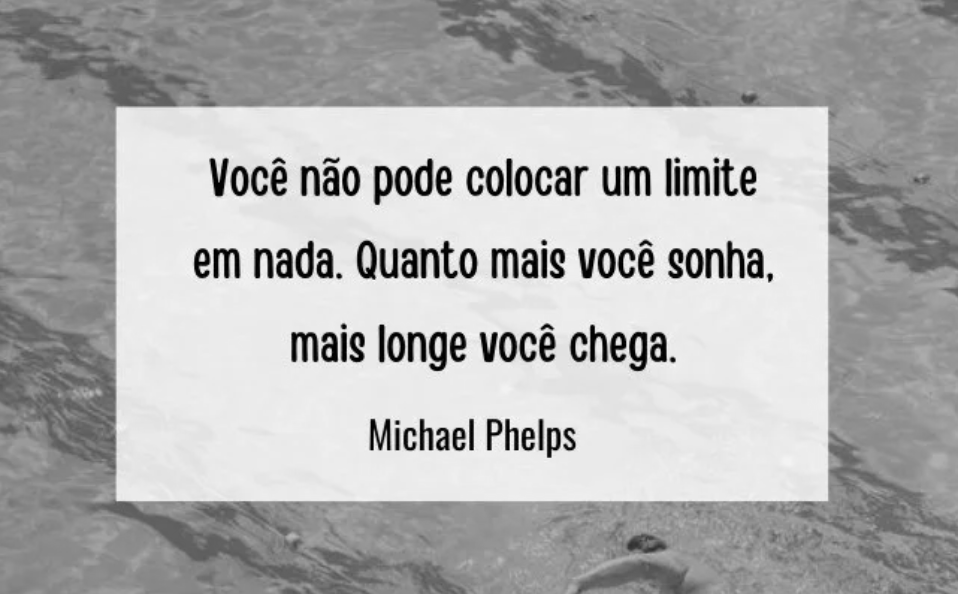 Você não pode colocar um limite
em nada. Quanto mais você sonha,
mais longe você chega.
Michael Phelps